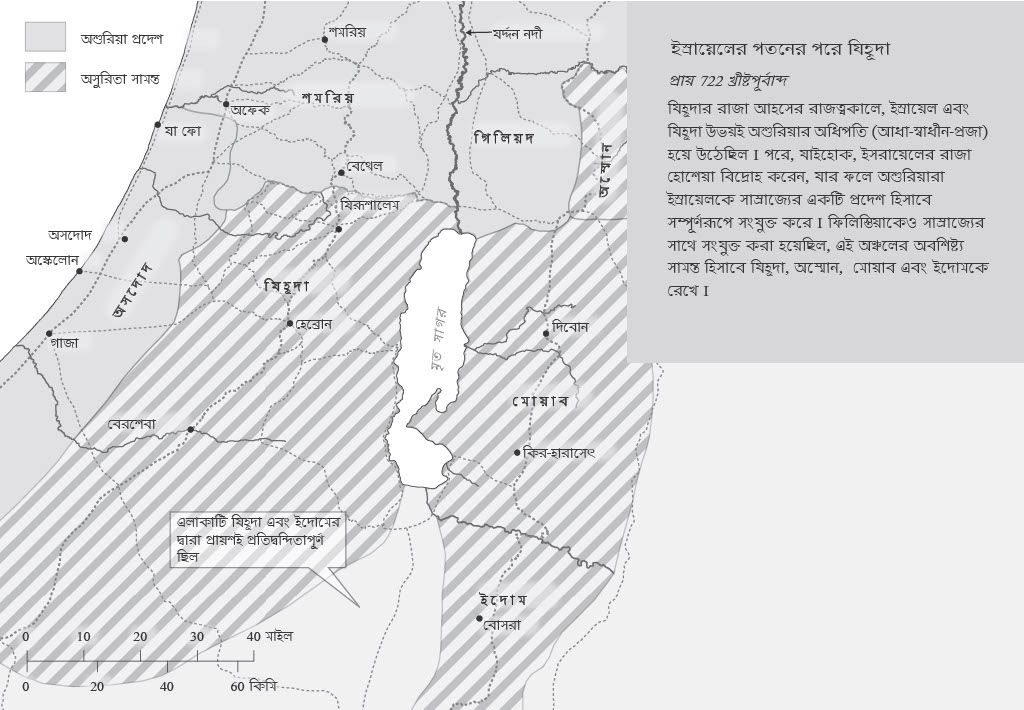 অশুরিয়া প্রদেশ
অসুরিতা সামন্ত
শমরিয়
যর্দ্দন নদী
অফেক
শমরিয়
যা ফো
গিলিয়দ
বেথেল
অম্মোন
যিরূশালেম
অসদোদ
অস্কেলোন
অসদোদ
যিহূদা
হেব্রোন
গাজা
মৃত সাগর
দিবোন
মোয়াব
বেরশেবা
কির-হারাসেৎ
এলাকাটি যিহূদা এবং ইদোমের
দ্বারা প্রায়শই প্রতিদ্বন্দিতাপূর্ণ
ছিল
ইদোম
বোসরা
0 10 20 30 40 মাইল
0 20 40 60 কিমি
ইস্রায়েলের পতনের পরে যিহূদা
প্রায় 722 খ্রীষ্টপূর্বাব্দ
যিহূদার রাজা আহসের রাজত্বকালে, ইস্রায়েল এবং
যিহূদা উভয়ই অশুরিয়ার অধিপতি (আধা-স্বাধীন-প্রজা)
হয়ে উঠেছিল I পরে, যাইহোক, ইসরায়েলের রাজা
হোশেয়া বিদ্রোহ করেন, যার ফলে অশুরিয়ারা
ইস্রায়েলকে সাম্রাজ্যের একটি প্রদেশ হিসাবে
সম্পূর্ণরূপে সংযুক্ত করে I ফিলিস্তিয়াকেও সাম্রাজ্যের
সাথে সংযুক্ত করা হয়েছিল, এই অঞ্চলের অবশিষ্ট্য
সামন্ত হিসাবে যিহূদা, অম্মোন, মোয়াব এবং ইদোমকে
রেখে I